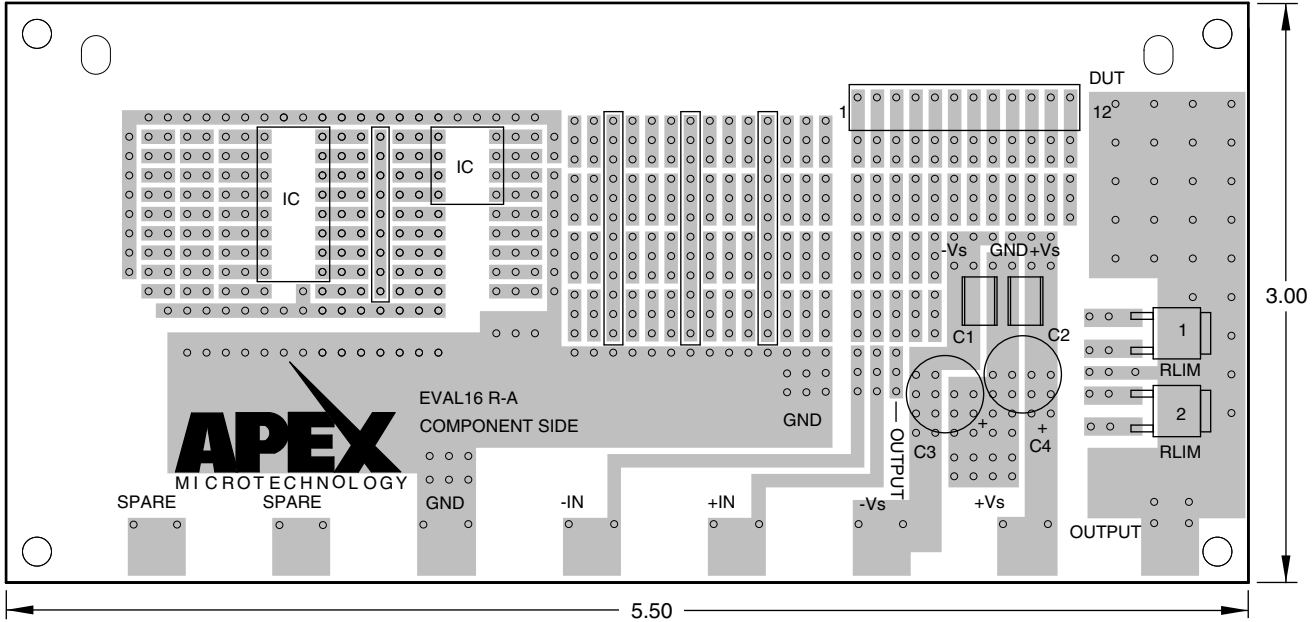 DUT
1
12
IC
IC
-Vs
GND+Vs
3.00
C1
C2
1
RLIM
EVAL16 R-A
COMPONENT SIDE
GND
+
+
C3
C4
2
RLIM
APEX
MICROTECHNOLOGY
— OUTPUT
SPARE
SPARE
GND
-IN
+IN
-Vs
+Vs
OUTPUT
5.50